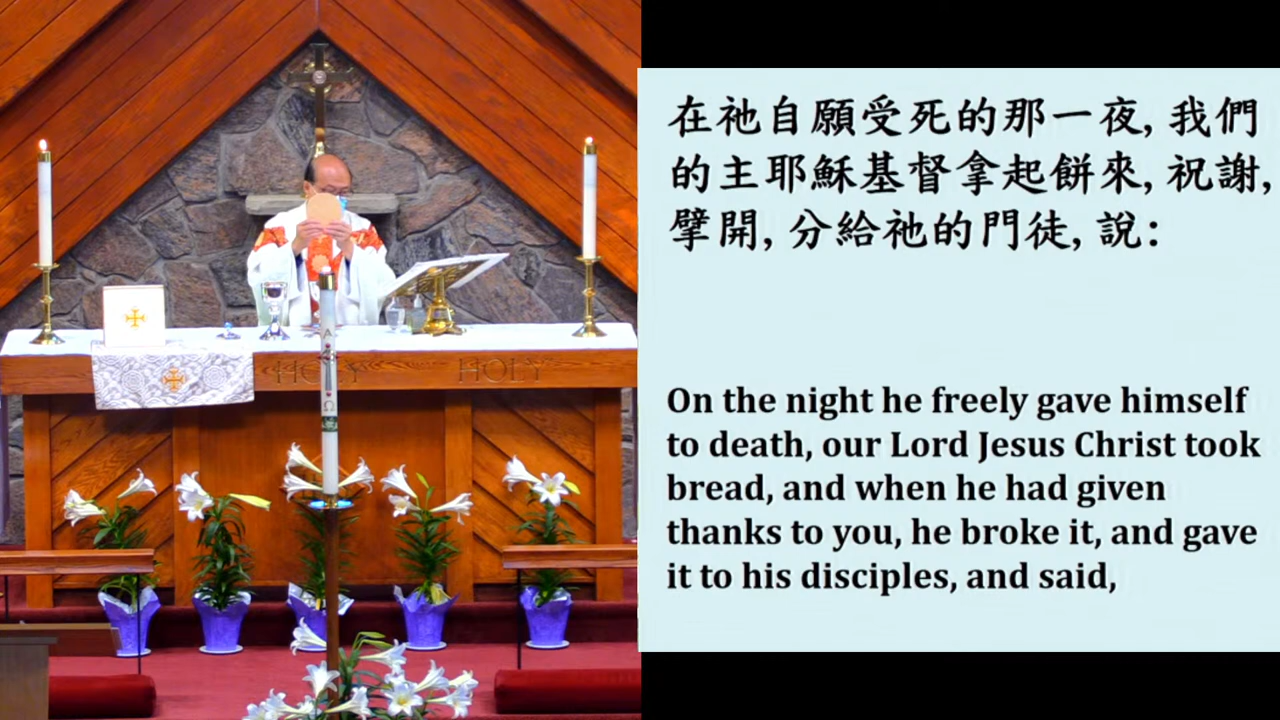 在祂自願受死的那一夜, 我們
的主耶穌基督拿起餅來, 祝謝,
擘開, 分給祂的門徒, 說:
On the night he freely gave himself
to death, our Lord Jesus Christ took
bread, and when he had given
thanks to you, he broke it, and gave
it to his disciples, and said,
Α
Ω
HOLY HOLY